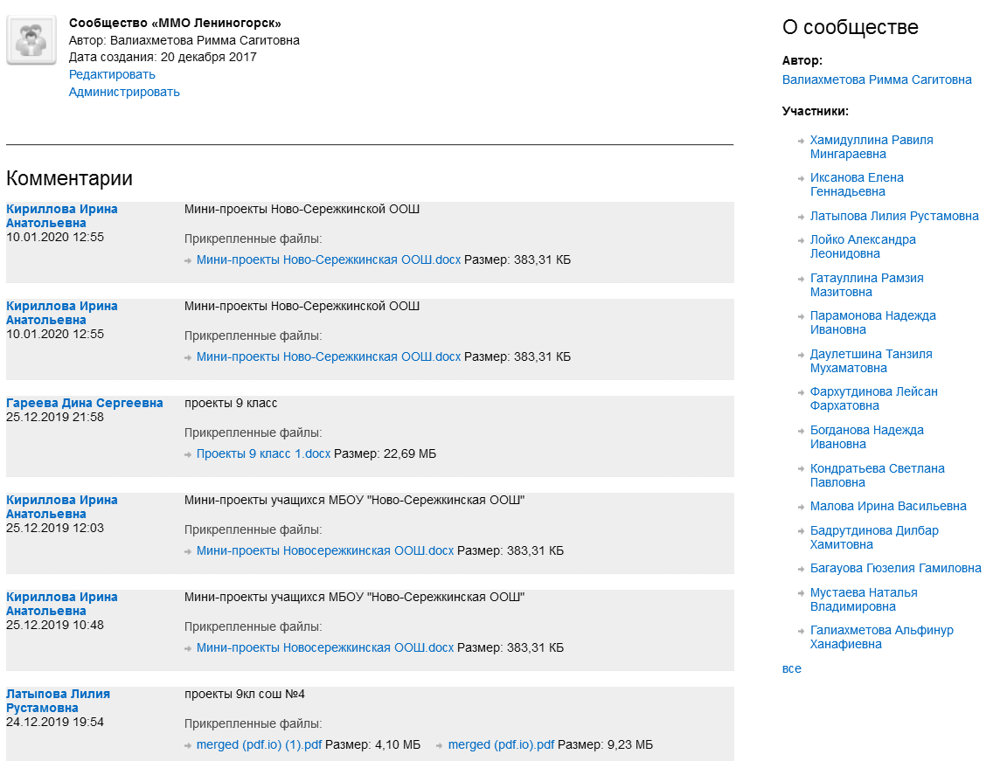 Сообщество «ММО Лениногорск»
Автор: Валиахметова Римма Сагитовна
Дата создания: 20 декабря 2017
Редактировать
Администрировать
Комментарии
Кириллова Ирина
Анатольевна
10.01.2020 12:55
Мини-проекты Ново-Сережкинской ООШ
Прикрепленные файлы:
Мини-проекты Ново-Сережкинская ООШ.docx Размер: 383,31 КБ
Кириллова Ирина
Анатольевна
10.01.2020 12:55
Мини-проекты Ново-Сережкинской ООШ
Прикрепленные файлы:
Мини-проекты Ново-Сережкинская ООШ.docx Размер: 383,31 КБ
Гареева Дина Сергеевна
25.12.2019 21:58
проекты 9 класс
Прикрепленные файлы:
Проекты 9 класс 1.docx Размер: 22,69 МБ
Кириллова Ирина
Анатольевна
25.12.2019 12:03
Мини-проекты учащихся МБОУ "Ново-Сережкинская ООШ"
Прикрепленные файлы:
Мини-проекты Новосережкинская ООШ.docx Размер: 383,31 КБ
Кириллова Ирина
Анатольевна
25.12.2019 10:48
Мини-проекты учащихся МБОУ "Ново-Сережкинская ООШ"
Прикрепленные файлы:
Мини-проекты Новосережкинская ООШ.docx Размер: 383,31 КБ
Латыпова Лилия
Рустамовна
24.12.2019 19:54
проекты 9кл сош №4
Прикрепленные файлы:
merged (pdf.io) (1).pdf Размер: 4,10 МБ merged (pdf.io).pdf Размер: 9,23 МБ
О сообществе
Автор:
Валиахметова Римма Сагитовна
Участники:
Хамидуллина Равиля
Мингараевна
Иксанова Елена
Геннадьевна
Латыпова Лилия Рустамовна
Лойко Александра
Леонидовна
Гатауллина Рамзия
Мазитовна
Парамонова Надежда
Ивановна
Даулетшина Танзиля
Мухаматовна
Фархутдинова Лейсан
Фархатовна
Богданова Надежда
Ивановна
Кондратьева Светлана
Павловна
Малова Ирина Васильевна
Бадрутдинова Дилбар
Хамитовна
Багауова Гюзелия Гамиловна
Мустаева Наталья
Владимировна
Галиахметова Альфинур
Ханафиевна
все